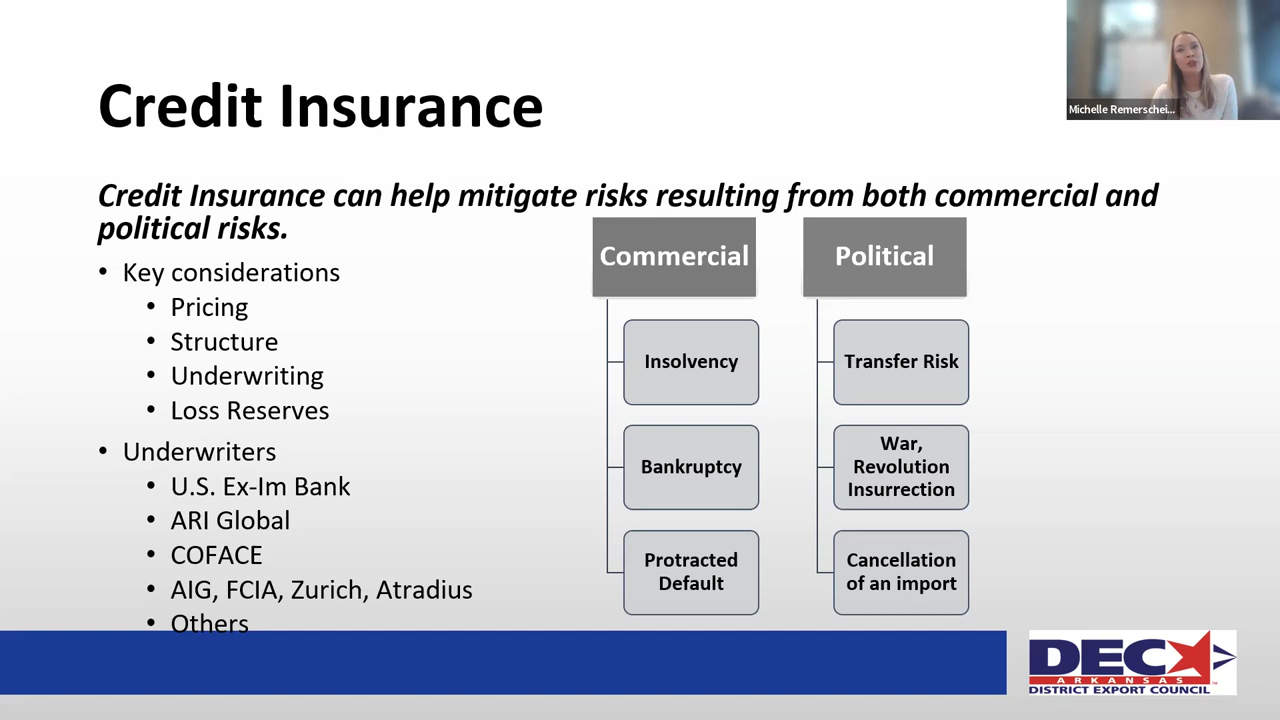 Credit Insurance
Michelle Remerschei...
Credit Insurance can help mitigate risks resulting from both commercial and
political risks.
• Key considerations
• Pricing
• Structure
• Underwriting
• Loss Reserves
• Underwriters
• U.S. Ex-Im Bank
• ARI Global
• COFACE
• AIG, FCIA, Zurich, Atradius
• Others
Commercial
Insolvency
Bankruptcy
Protracted
Default
Political
Transfer Risk
War,
Revolution
Insurrection
Cancellation
of an import
DEC
ARKANSAS
DISTRICT EXPORT COUNCIL